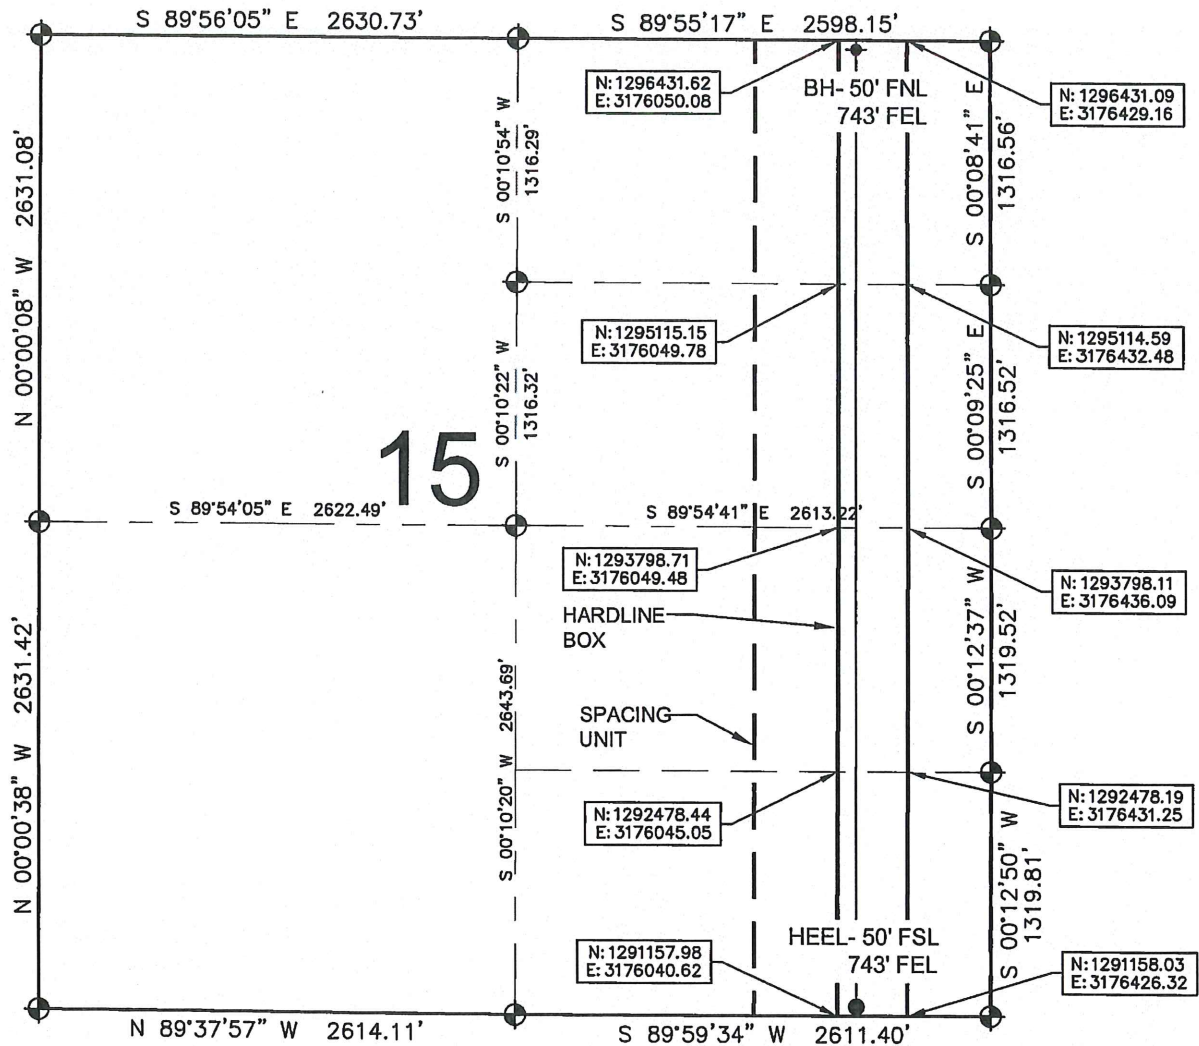 S 89°56'05" E 2630.73'
S 89°55'17" E 2598.15'
N: 1296431.62
E: 3176050.08
BH- 50' FNL
743' FEL
N: 1296431.09
E: 3176429.16
N 00°00'08" W 2631.08'
S 00°10'54" W
1316.29'
S 00°08'41" E
1316.56'
N: 1295115.15
E: 3176049.78
N: 1295114.59
E: 3176432.48
S 00°10'22" W
1316.32'
S 00°09'25" E
1316.52'
15
S 89°54'05" E 2622.49'
S 89°54'41" E 2613.22'
N: 1293798.71
E: 3176049.48
N: 1293798.11
E: 3176436.09
HARDLINE
BOX
S 00°12'37" W
1319.52'
N 00°00'38" W 2631.42'
S 00°10'20" W 2643.69'
SPACING
UNIT
N: 1292478.44
E: 3176045.05
N: 1292478.19
E: 3176431.25
S 00°12'50" W
1319.81'
HEEL- 50' FSL
743' FEL
N: 1291157.98
E: 3176040.62
N: 1291158.03
E: 3176426.32
N 89°37'57" W 2614.11'
S 89°59'34" W 2611.40'